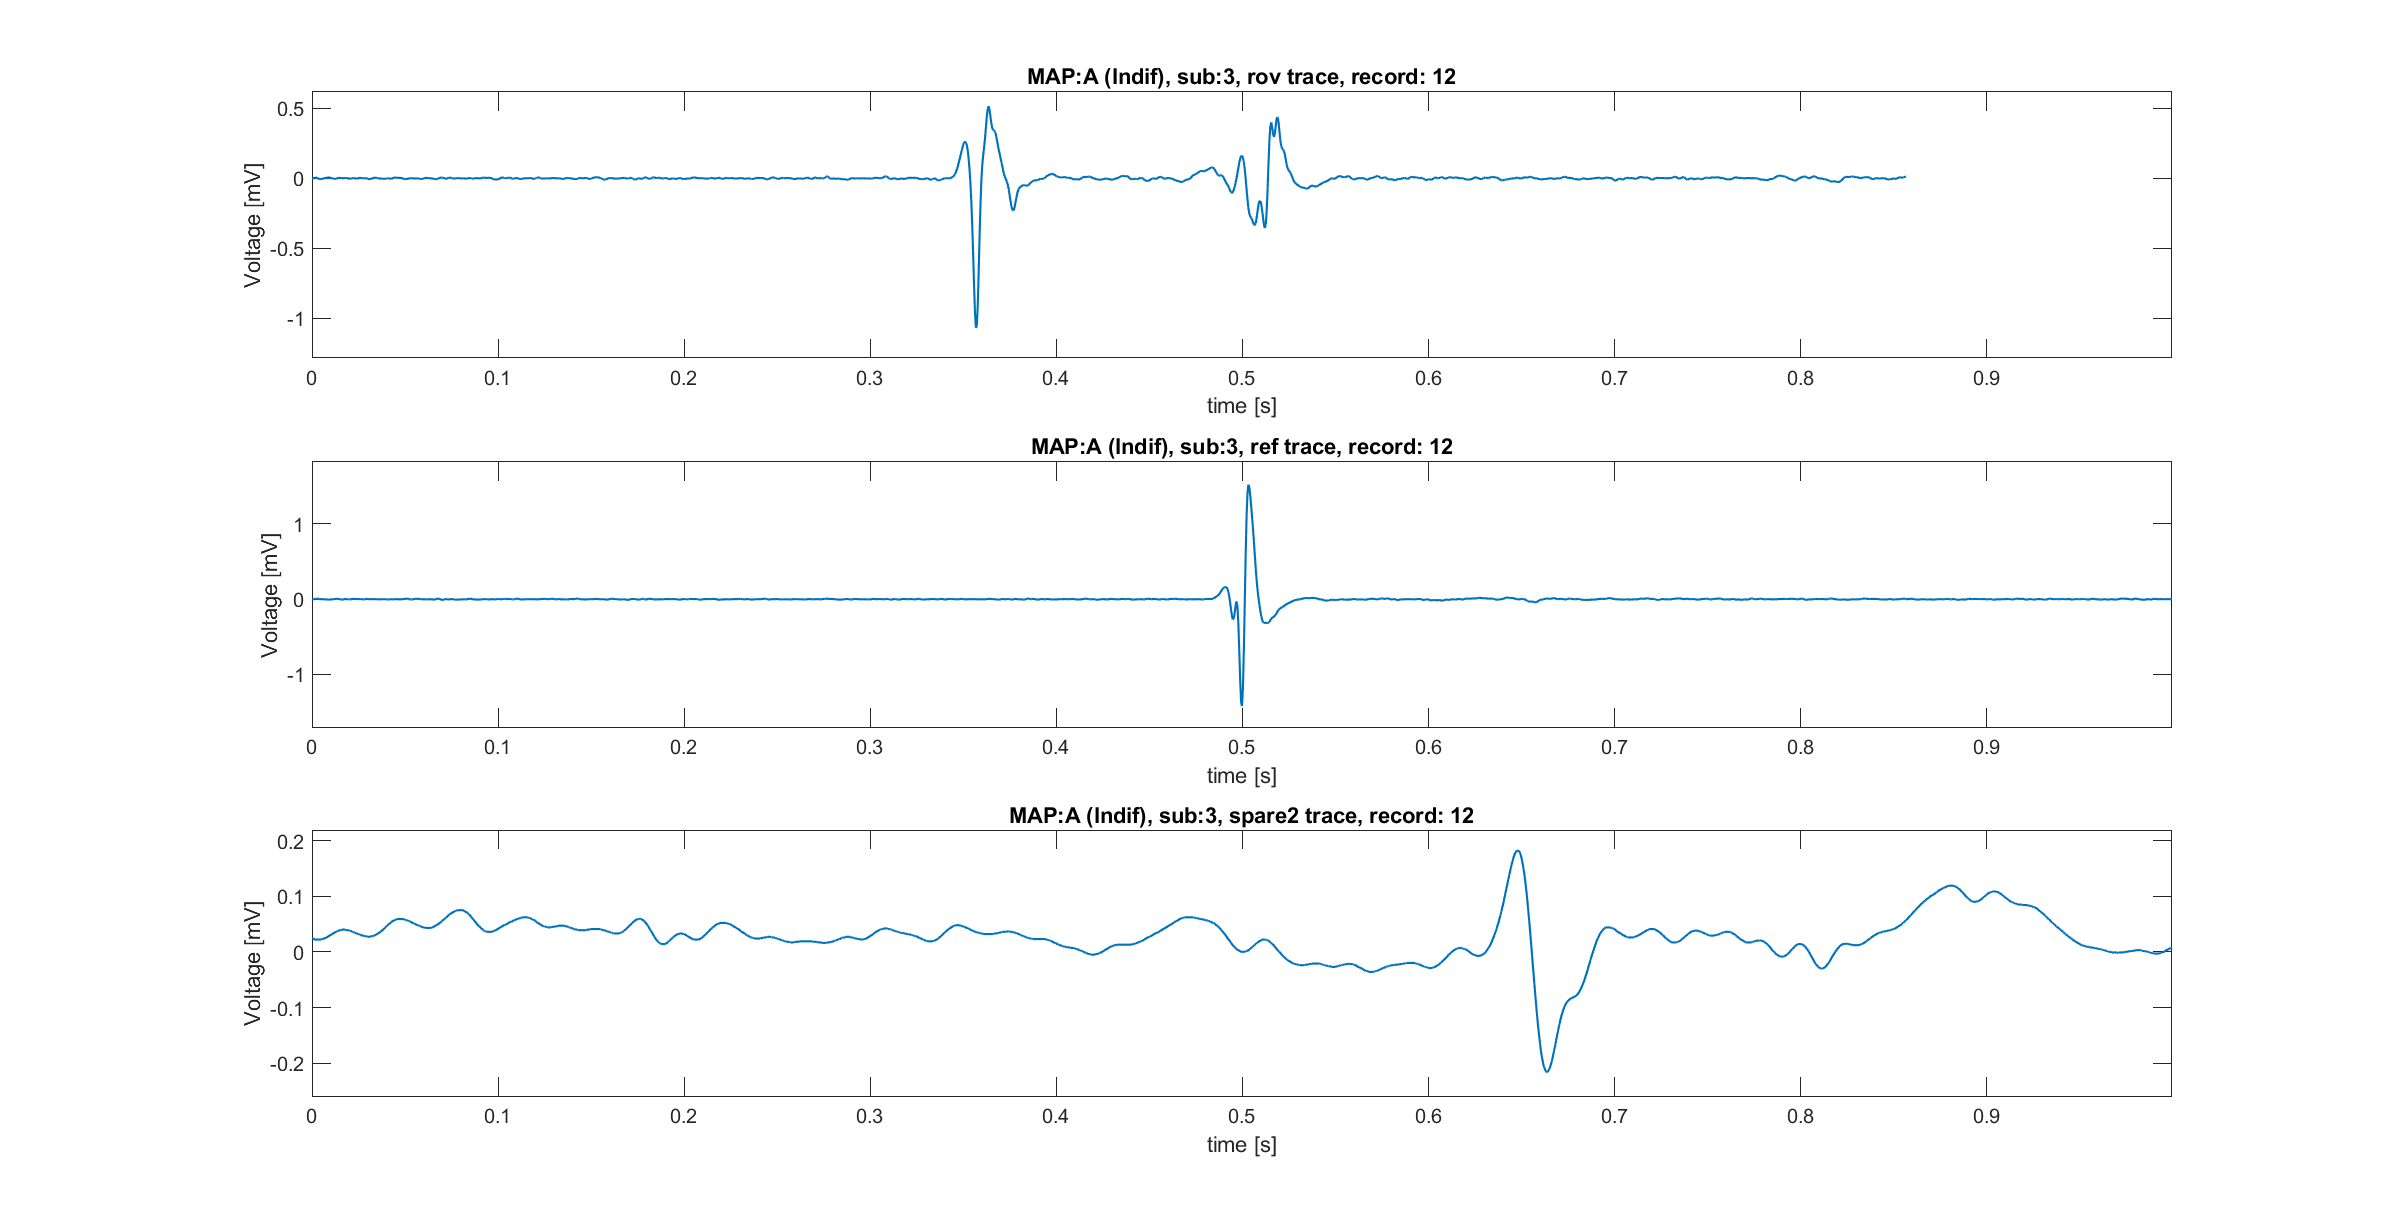 MAP:A (Indif), sub:3, rov trace, record: 12
0.5
0
-0.5
-1
Voltage [mV]
0 0.1 0.2 0.3 0.4 0.5 0.6 0.7 0.8 0.9
time [s]
MAP:A (Indif), sub:3, ref trace, record: 12
1
0
-1
Voltage [mV]
0 0.1 0.2 0.3 0.4 0.5 0.6 0.7 0.8 0.9
time [s]
MAP:A (Indif), sub:3, spare2 trace, record: 12
0.2
0.1
0
-0.1
-0.2
Voltage [mV]
0 0.1 0.2 0.3 0.4 0.5 0.6 0.7 0.8 0.9
time [s]